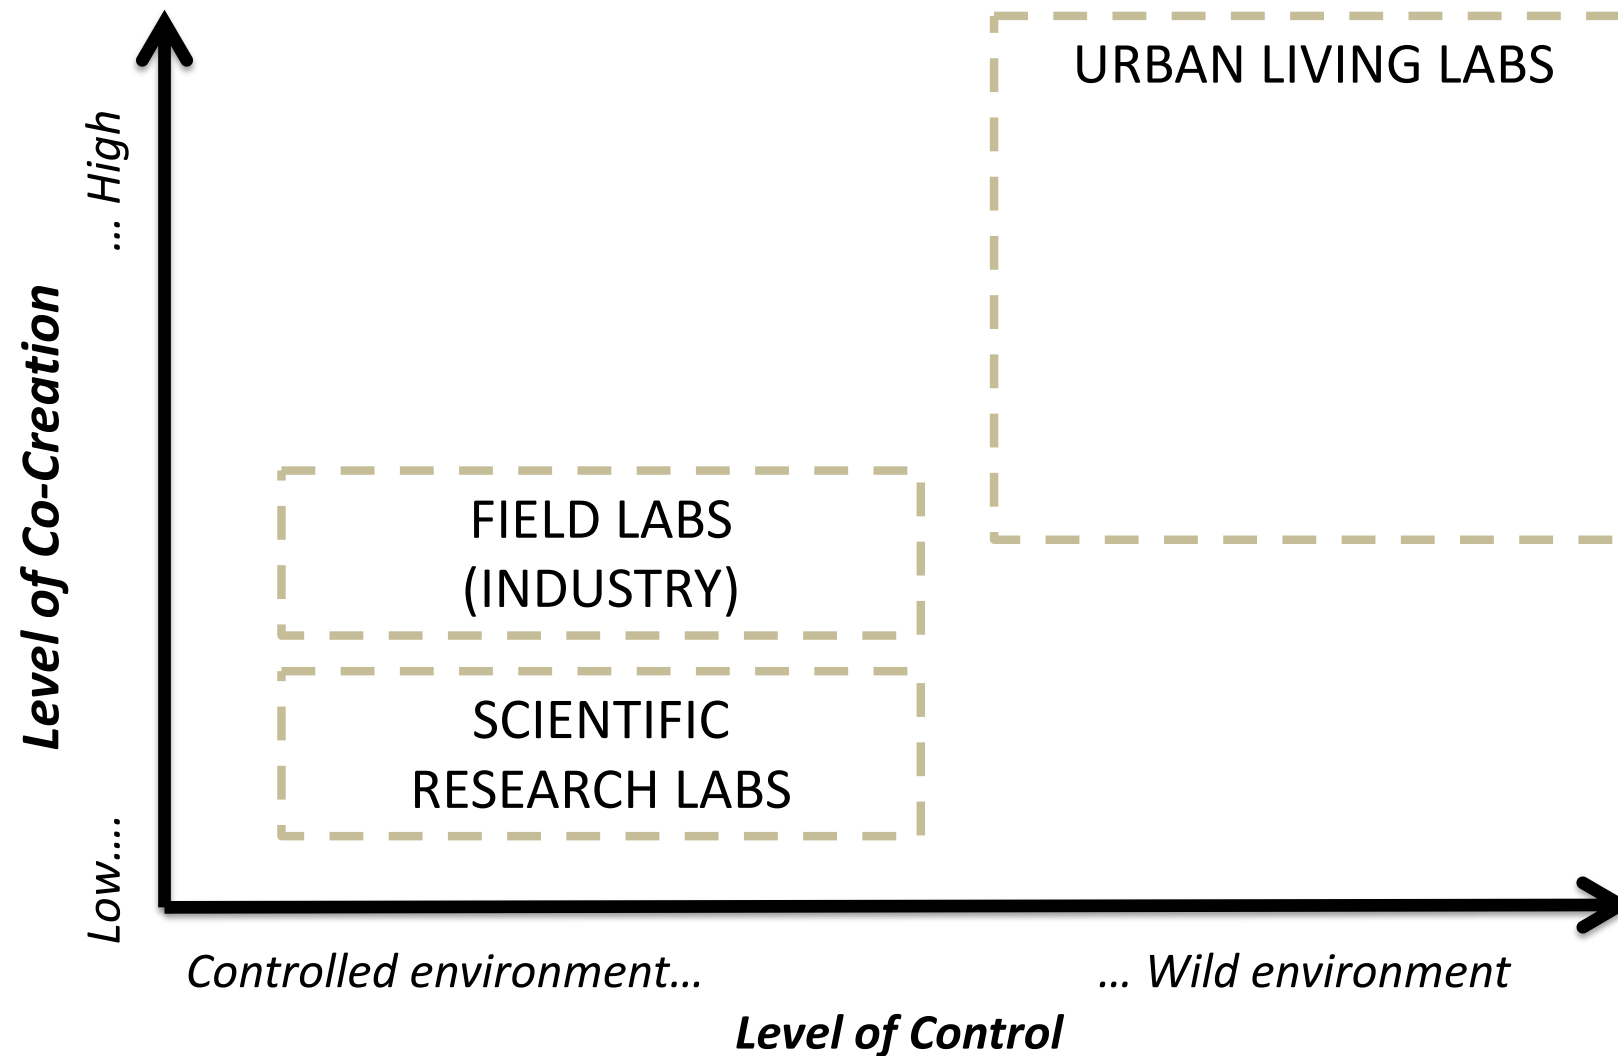 URBAN LIVING LABS
... High
Level of Co-Creation
FIELD LABS
(INDUSTRY)
SCIENTIFIC
RESEARCH LABS
Low....
Controlled environment...
... Wild environment
Level of Control